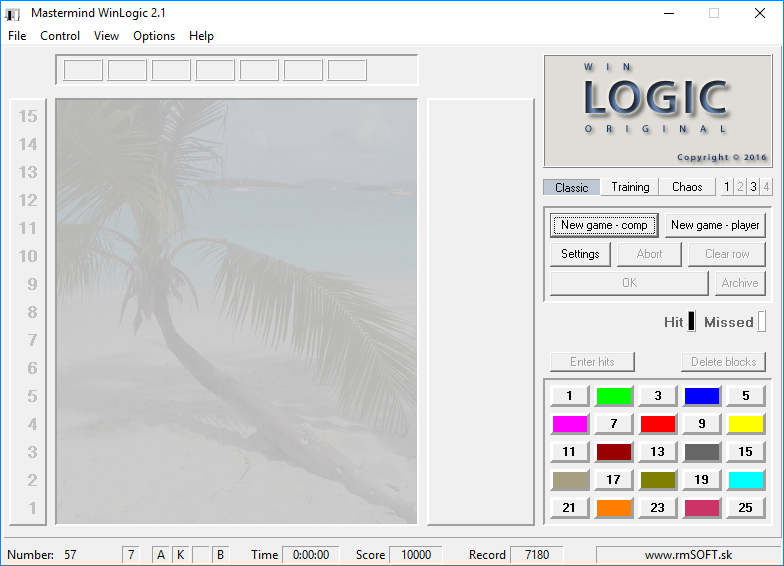 Mastermind WinLogic 2.1
File Control View Options Help
WIN
LOGIC
ORIGINAL
Copyright © 2016
15
14
13
12
11
10
9
8
7
6
5
4
3
2
1
Classic Training Chaos 1 2 3 4
New game - comp New game - player
Settings Abort Clear row
OK Archive
Hit Missed
Enter hits Delete blocks
1 3 5
7 9
11 13 15
17 19
21 23 25
Number: 57 7 A K B Time 0:00:00 Score 10000 Record 7180 www.rmSOFT.sk